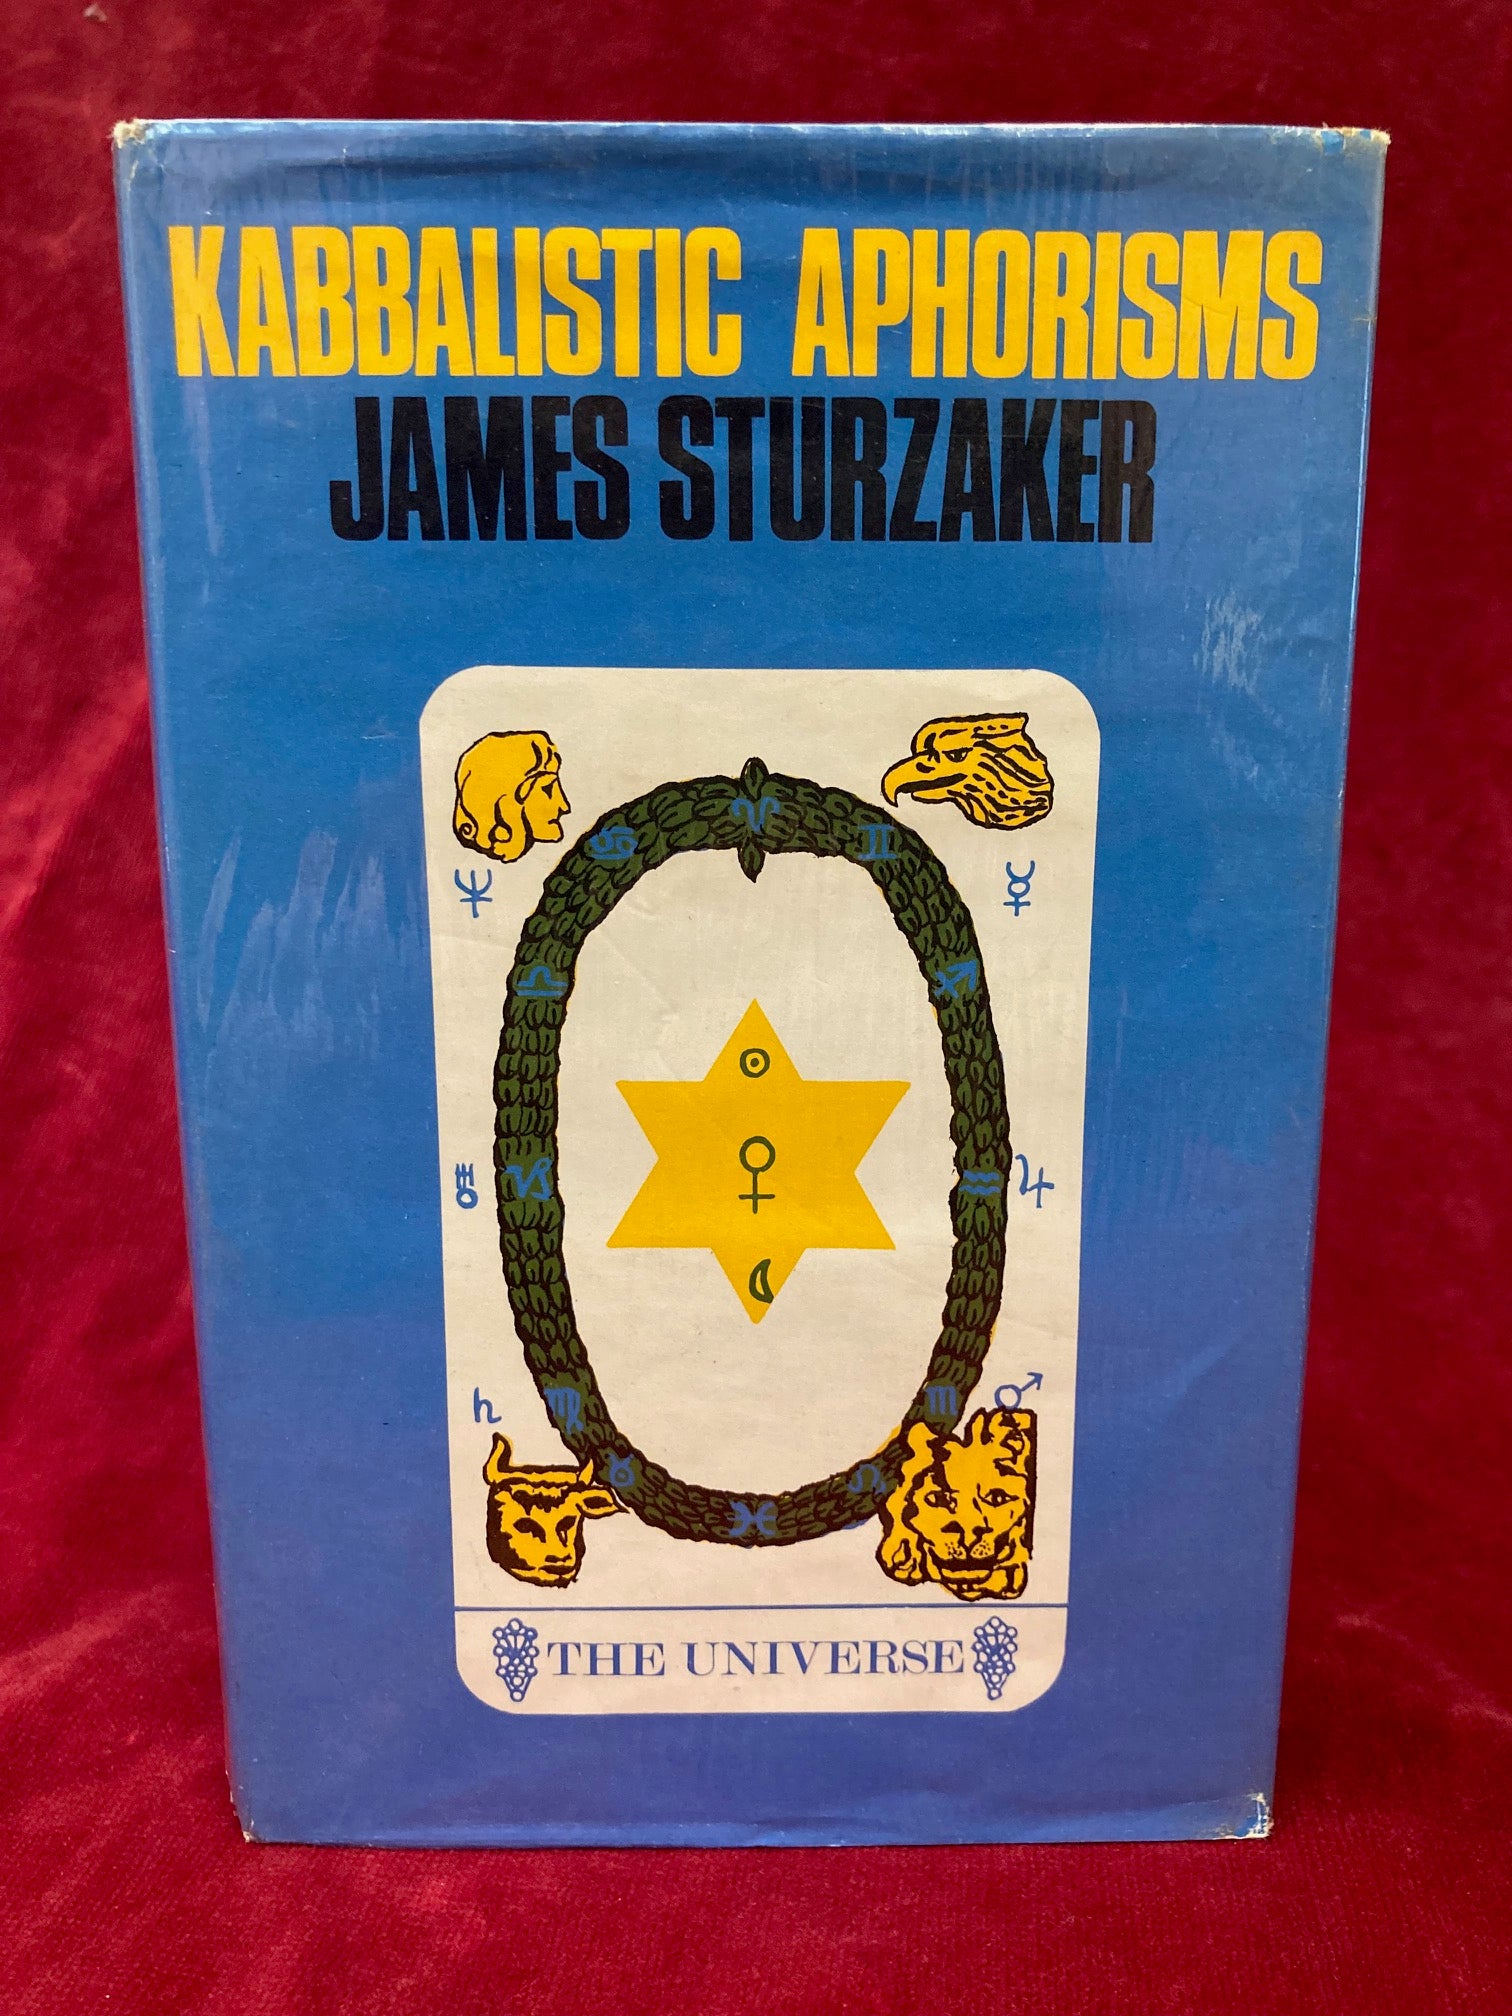 KABBALISTIC APHORISMS
JAMES STURZAKER
THE UNIVERSE